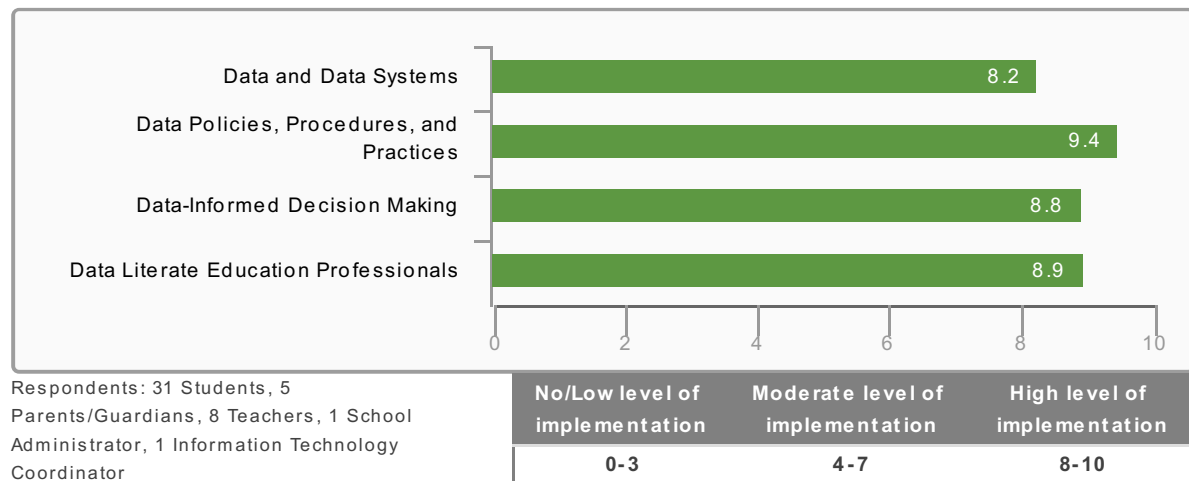 Data and Data Systems
8.2
Data Policies, Procedures, and
Practices
9.4
Data-Informed Decision Making
8.8
Data Literate Education Professionals
8.9
0 2 4 6 8 10
Respondents: 31 Students, 5
Parents/Guardians, 8 Teachers, 1 School
Administrator, 1 Information Technology
Coordinator
No/Low level of Moderate level of High level of
implementation implementation implementation
0-3 4-7 8-10